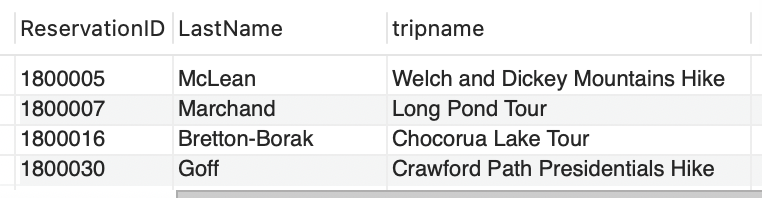 ReservationID LastName tripname
1800005 McLean Welch and Dickey Mountains Hike
1800007 Marchand Long Pond Tour
1800016 Bretton-Borak Chocorua Lake Tour
1800030 Goff Crawford Path Presidentials Hike